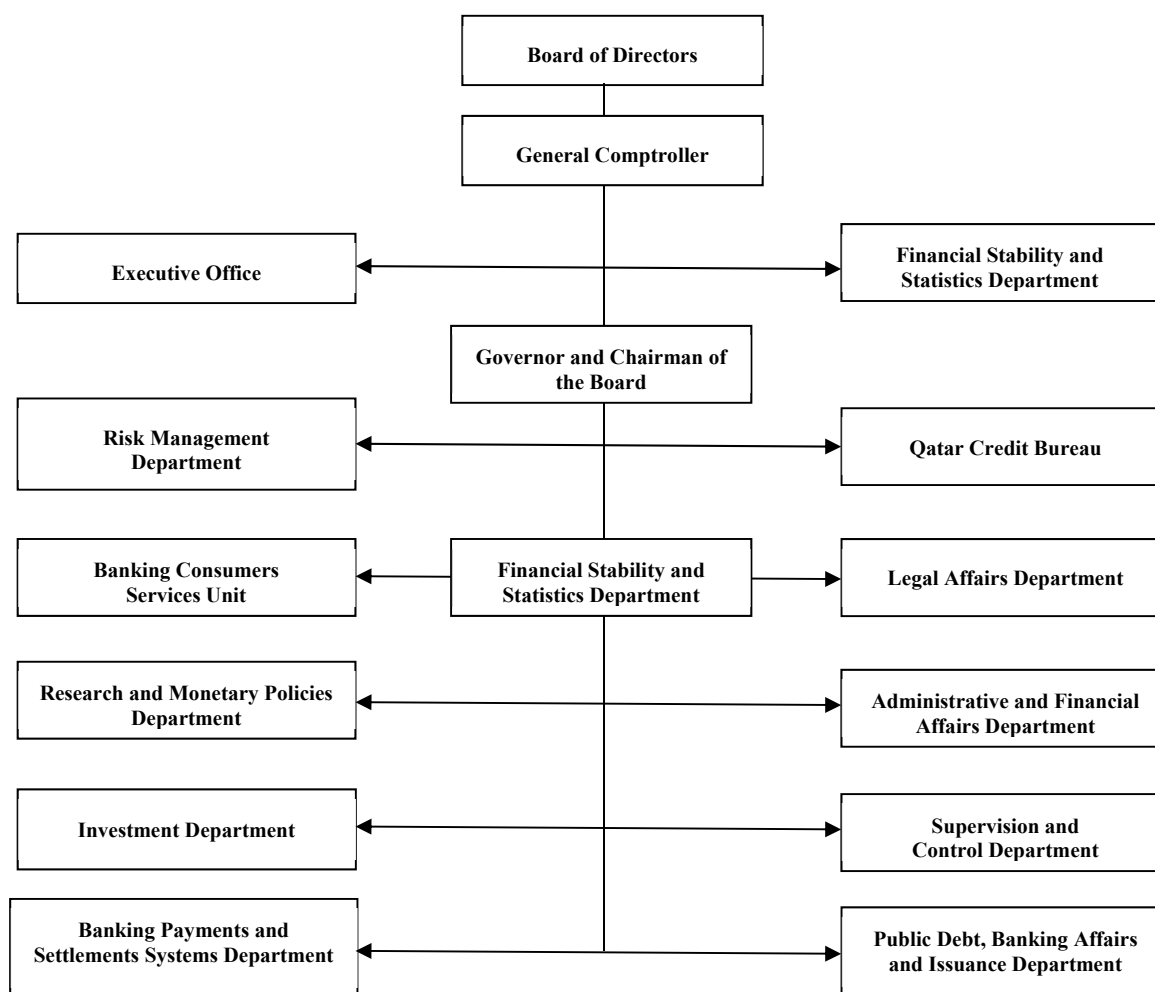 Board of Directors
General Comptroller
Executive Office
Financial Stability and
Statistics Department
Governor and Chairman of
the Board
Risk Management
Department
Qatar Credit Bureau
Banking Consumers
Services Unit
Financial Stability and
Statistics Department
Legal Affairs Department
Research and Monetary Policies
Department
Administrative and Financial
Affairs Department
Investment Department
Supervision and
Control Department
Banking Payments and
Settlements Systems Department
Public Debt, Banking Affairs
and Issuance Department